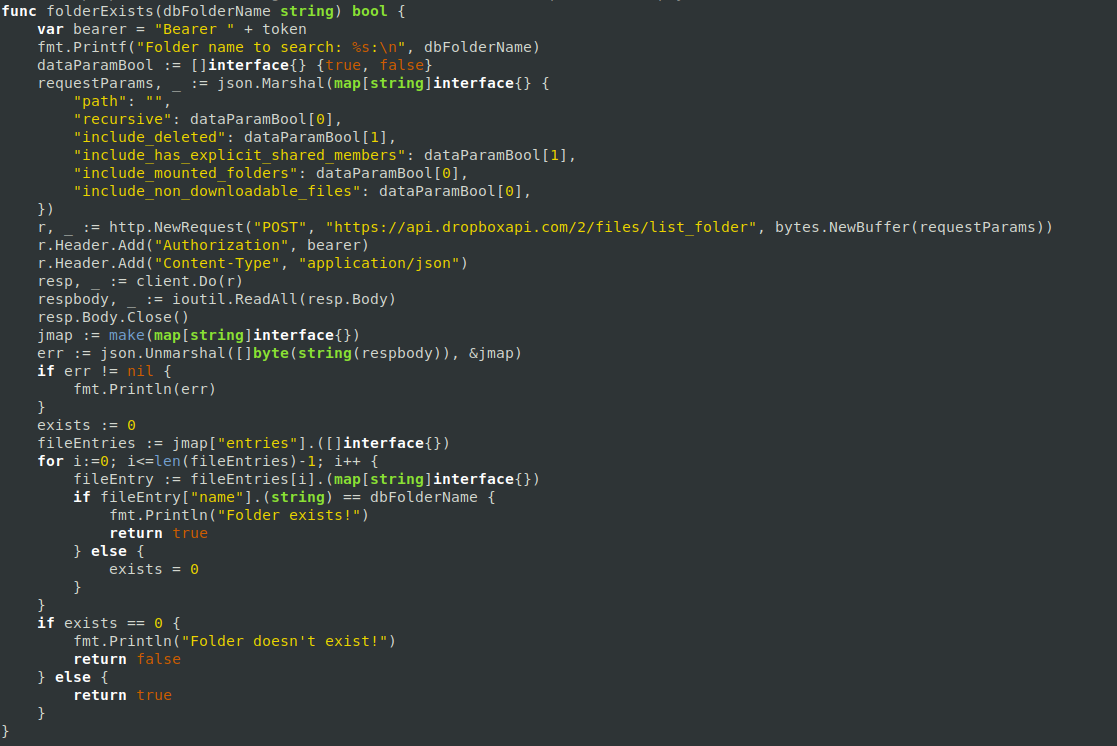 func folderExists(dbFolderName string) bool {
    var bearer = "Bearer " + token
    fmt.Printf("Folder name to search: %s:\n", dbFolderName)
    dataParamBool := []interface{} {true, false}
    requestParams, _ := json.Marshal(map[string]interface{} {
        "path": "",
        "recursive": dataParamBool[0],
        "include_deleted": dataParamBool[1],
        "include_has_explicit_shared_members": dataParamBool[1],
        "include_mounted_folders": dataParamBool[0],
        "include_non_downloadable_files": dataParamBool[0],
    })
    r, _ := http.NewRequest("POST", "https://api.dropboxapi.com/2/files/list_folder", bytes.NewBuffer(requestParams))
    r.Header.Add("Authorization", bearer)
    r.Header.Add("Content-Type", "application/json")
    resp, _ := client.Do(r)
    respbody, _ := ioutil.ReadAll(resp.Body)
    resp.Body.Close()
    jmap := make(map[string]interface{})
    err := json.Unmarshal([]byte(string(respbody)), &jmap)
    if err != nil {
        fmt.Println(err)
    }
    exists := 0
    fileEntries := jmap["entries"].([]interface{})
    for i:=0; i<=len(fileEntries)-1; i++ {
        fileEntry := fileEntries[i].(map[string]interface{})
        if fileEntry["name"].(string) == dbFolderName {
            fmt.Println("Folder exists!")
            return true
        } else {
            exists = 0
        }
    }
    if exists == 0 {
        fmt.Println("Folder doesn't exist!")
        return false
    } else {
        return true
    }
}